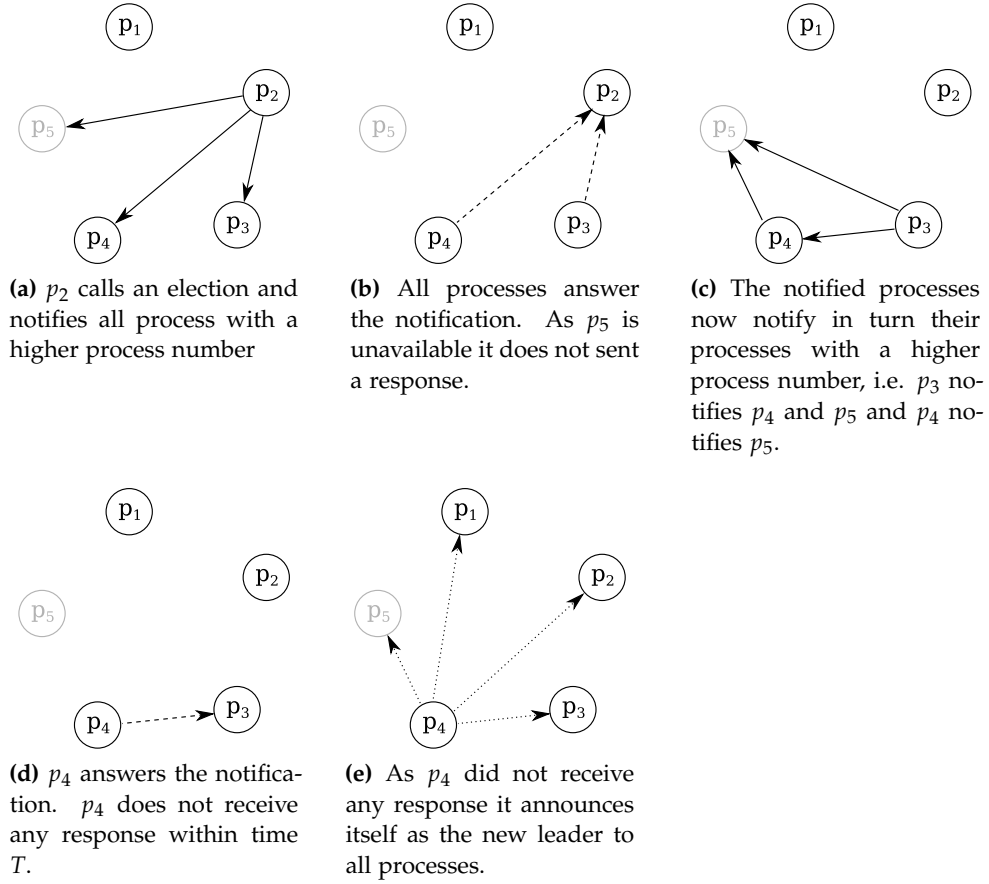 p1
p2
p5
p4
p3
(a) p2 calls an election and
notifies all process with a
higher process number
p1
p2
p5
p4
p3
(b) All processes answer
the notification. As p5 is
unavailable it does not sent
a response.
p1
p2
p5
p4
p3
(c) The notified processes
now notify in turn their
processes with a higher
process number, i.e. p3 no-
tifies p4 and p5 and p4 no-
tifies p5.
p1
p2
p5
p4
p3
(d) p4 answers the notifica-
tion. p4 does not receive
any response within time
T.
p1
p2
p5
p4
p3
(e) As p4 did not receive
any response it announces
itself as the new leader to
all processes.